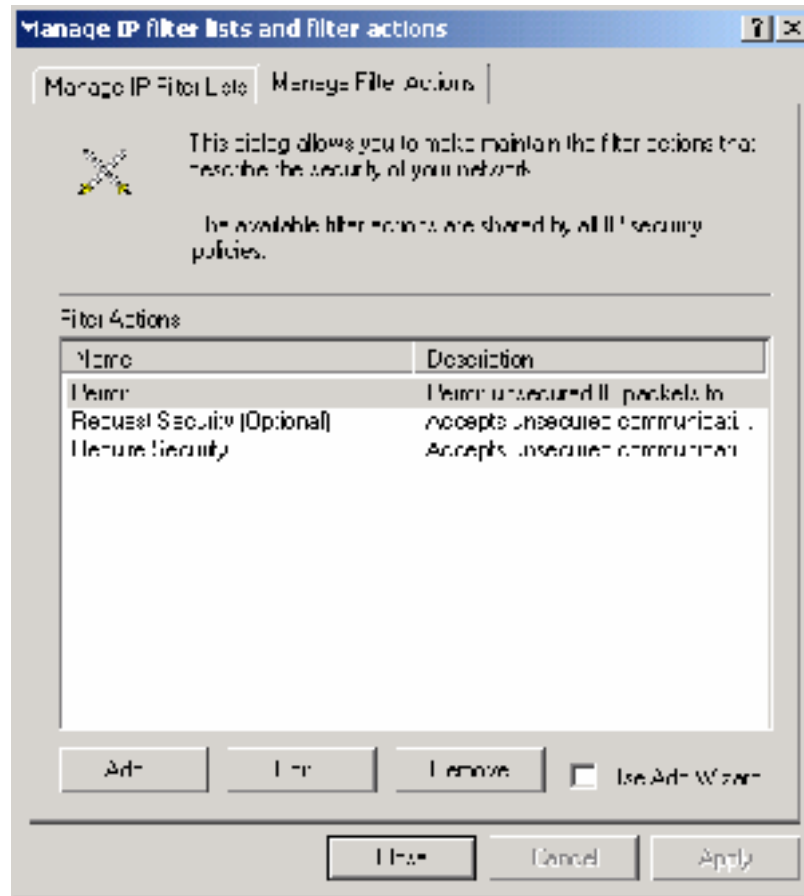 Manage IP filter lists and filter actions
Manage IP Filter Lists
Manage Filter Actions
This dialog allows you to make maintain the filter actions that
describe the security of your network.
The available filter actions are shared by all IP security
policies.
Filter Actions
Name
Description
Permit
Permit unsecured IP packets to
Request Security (Optional)
Accepts unsecured communicati...
Require Security
Accepts unsecured communicati
Add
Edit
Remove
Use Add Wizard
Close
Cancel
Apply